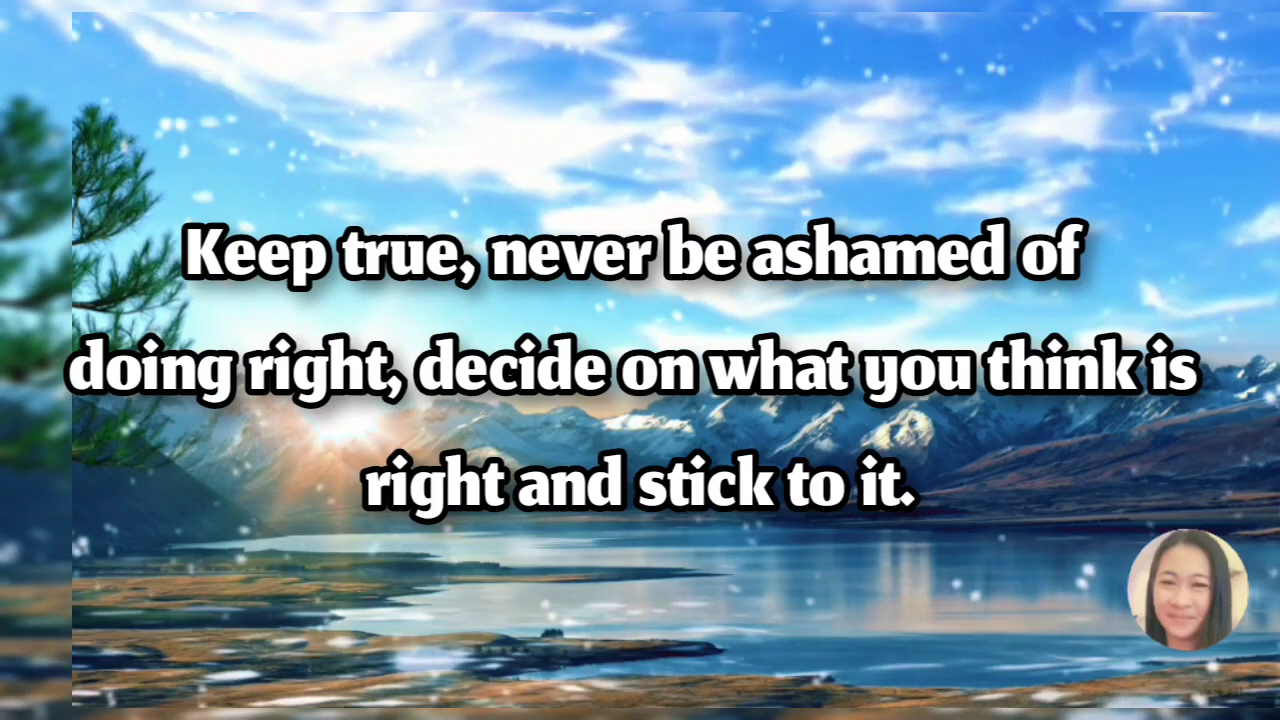 Keep true, never be ashamed of
doing right, decide on what you think is
right and stick to it.